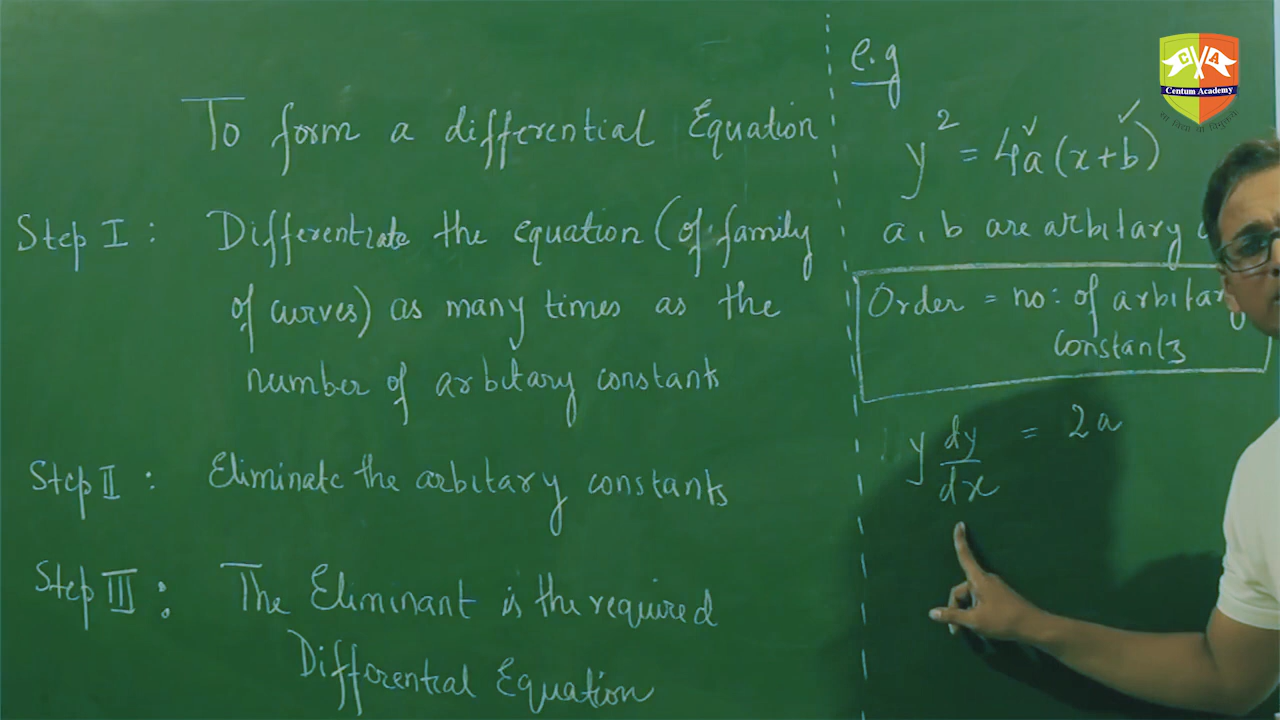 To form a differential Equation
Step I : Differentiate the equation (of family
of curves) as many times as the
number of arbitary constants
Step II : Eliminate the arbitary constants
Step III : The Eliminant is the required
Differential Equation
e.g
y² = 4a(x+b)
a, b are arbitary
Order = no: of arbitary
constants
y dy/dx = 2a
CA
Centum Academy